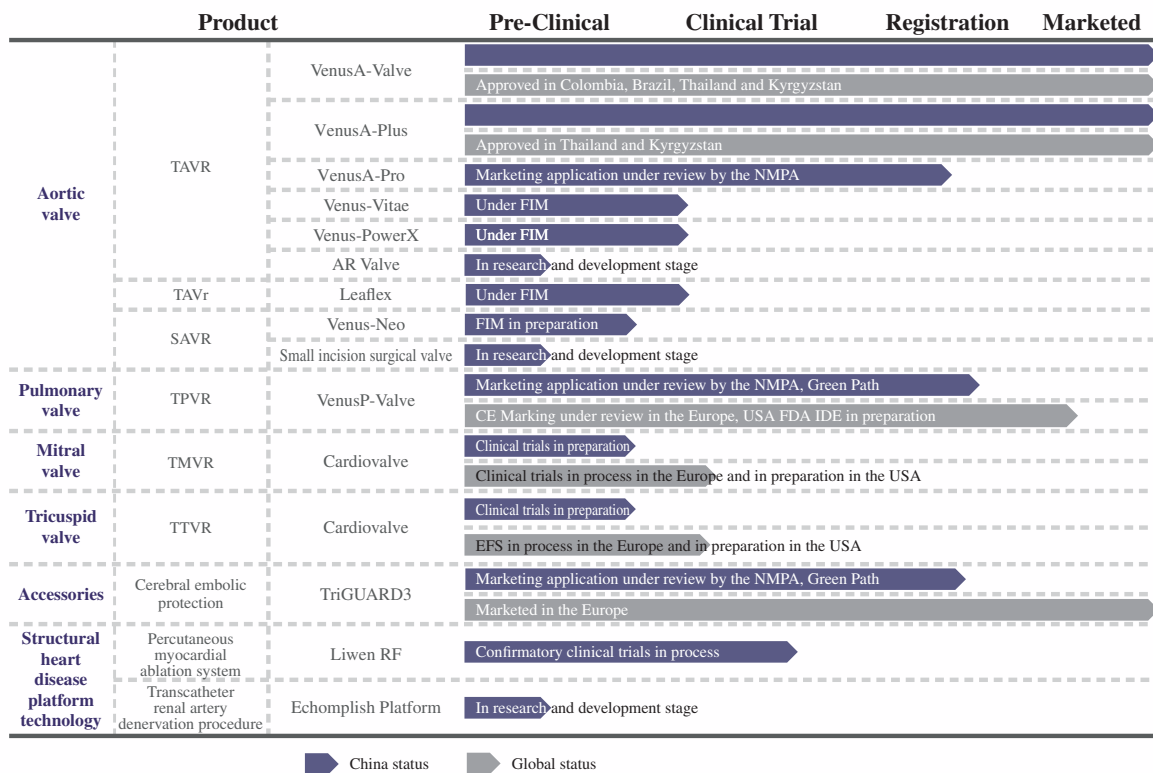 Product Pre-Clinical Clinical Trial Registration Marketed
Aortic
valve
TAVR
VenusA-Valve
Approved in Colombia, Brazil, Thailand and Kyrgyzstan
VenusA-Plus
Approved in Thailand and Kyrgyzstan
VenusA-Pro
Marketing application under review by the NMPA
Venus-Vitae
Under FIM
Venus-PowerX
Under FIM
AR Valve
In research and development stage
TAVr
Leaflex
Under FIM
SAVR
Venus-Neo
FIM in preparation
Small incision surgical valve
In research and development stage
Pulmonary
valve
TPVR
VenusP-Valve
Marketing application under review by the NMPA, Green Path
CE Marking under review in the Europe, USA FDA IDE in preparation
Mitral
valve
TMVR
Cardiovalve
Clinical trials in preparation
Clinical trials in process in the Europe and in preparation in the USA
Tricuspid
valve
TTVR
Cardiovalve
Clinical trials in preparation
EFS in process in the Europe and in preparation in the USA
Accessories
Cerebral embolic
protection
TriGUARD3
Marketing application under review by the NMPA, Green Path
Marketed in the Europe
Structural
heart
disease
platform
technology
Percutaneous
myocardial
ablation system
Liwen RF
Confirmatory clinical trials in process
Transcatheter
renal artery
denervation procedure
Echomplish Platform
In research and development stage
China status
Global status